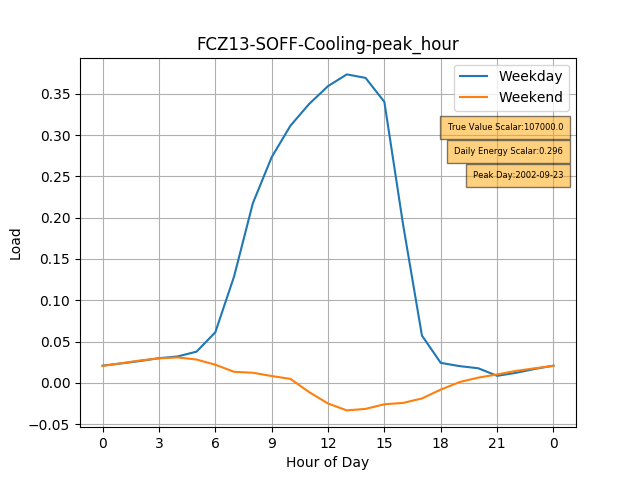 FCZ13-SOFF-Cooling-peak_hour
Weekday
Weekend
True Value Scalar:107000.0
Daily Energy Scalar:0.296
Peak Day:2002-09-23
Load
0.35
0.30
0.25
0.20
0.15
0.10
0.05
0.00
−0.05
0 3 6 9 12 15 18 21 0
Hour of Day